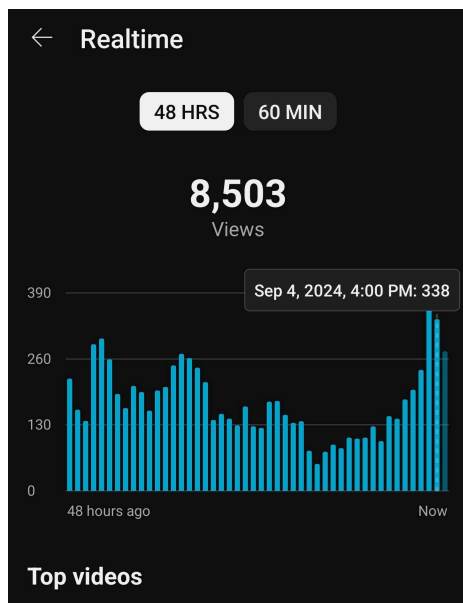 Realtime
48 HRS 60 MIN
8,503
Views
Sep 4, 2024, 4:00 PM: 338
390
260
130
0
48 hours ago Now
Top videos